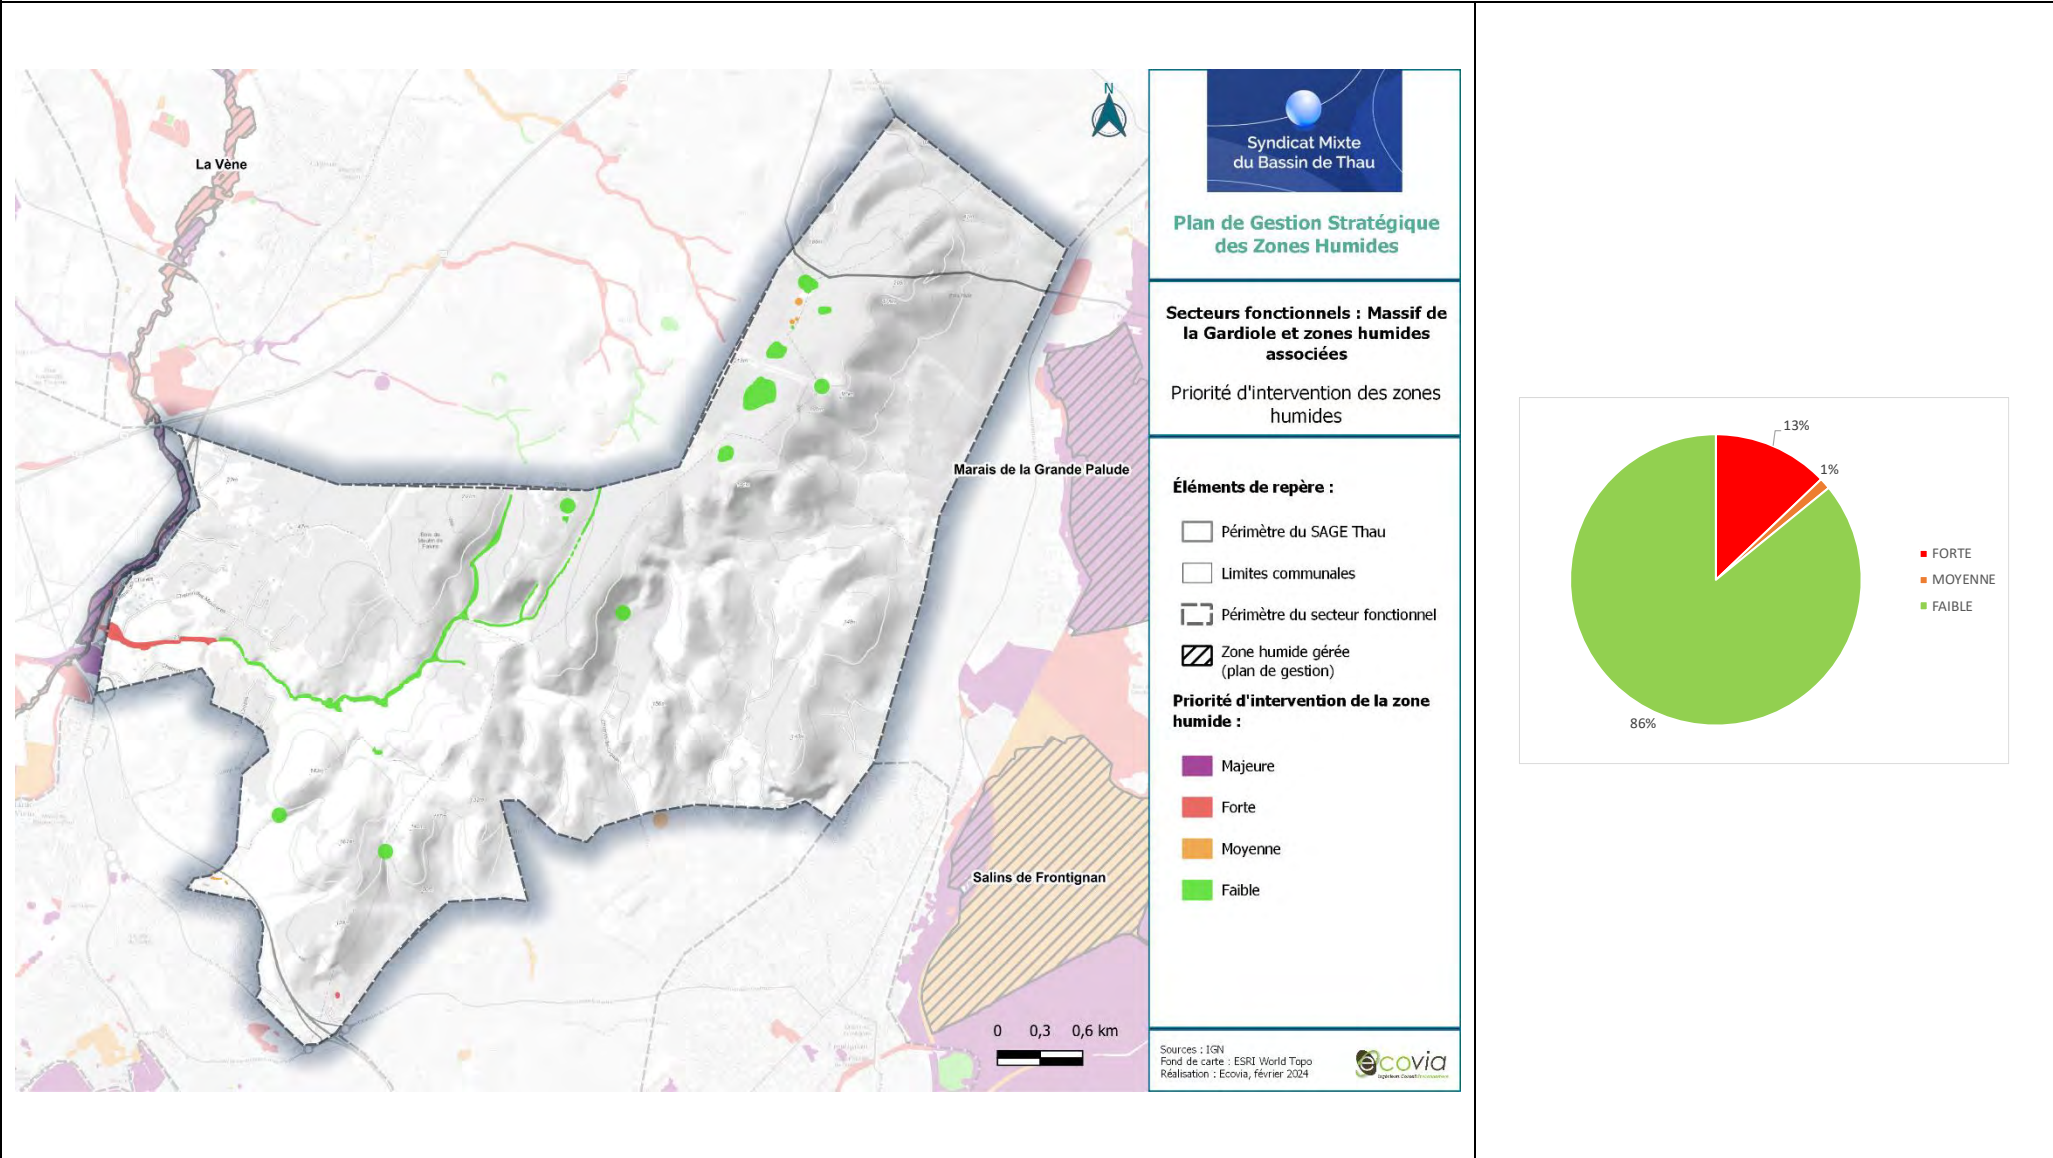 La Vène
Marais de la Grande Palude
Salins de Frontignan
N
0 0,3 0,6 km
Syndicat Mixte
du Bassin de Thau
Plan de Gestion Stratégique
des Zones Humides
Secteurs fonctionnels : Massif de
la Gardiole et zones humides
associées
Priorité d'intervention des zones
humides
Éléments de repère :
Périmètre du SAGE Thau
Limites communales
Périmètre du secteur fonctionnel
Zone humide gérée
(plan de gestion)
Priorité d'intervention de la zone
humide :
Majeure
Forte
Moyenne
Faible
Sources : IGN
Fond de carte : ESRI World Topo
Réalisation : Ecovia, février 2024
ecovia
13%
1%
86%
FORTE
MOYENNE
FAIBLE